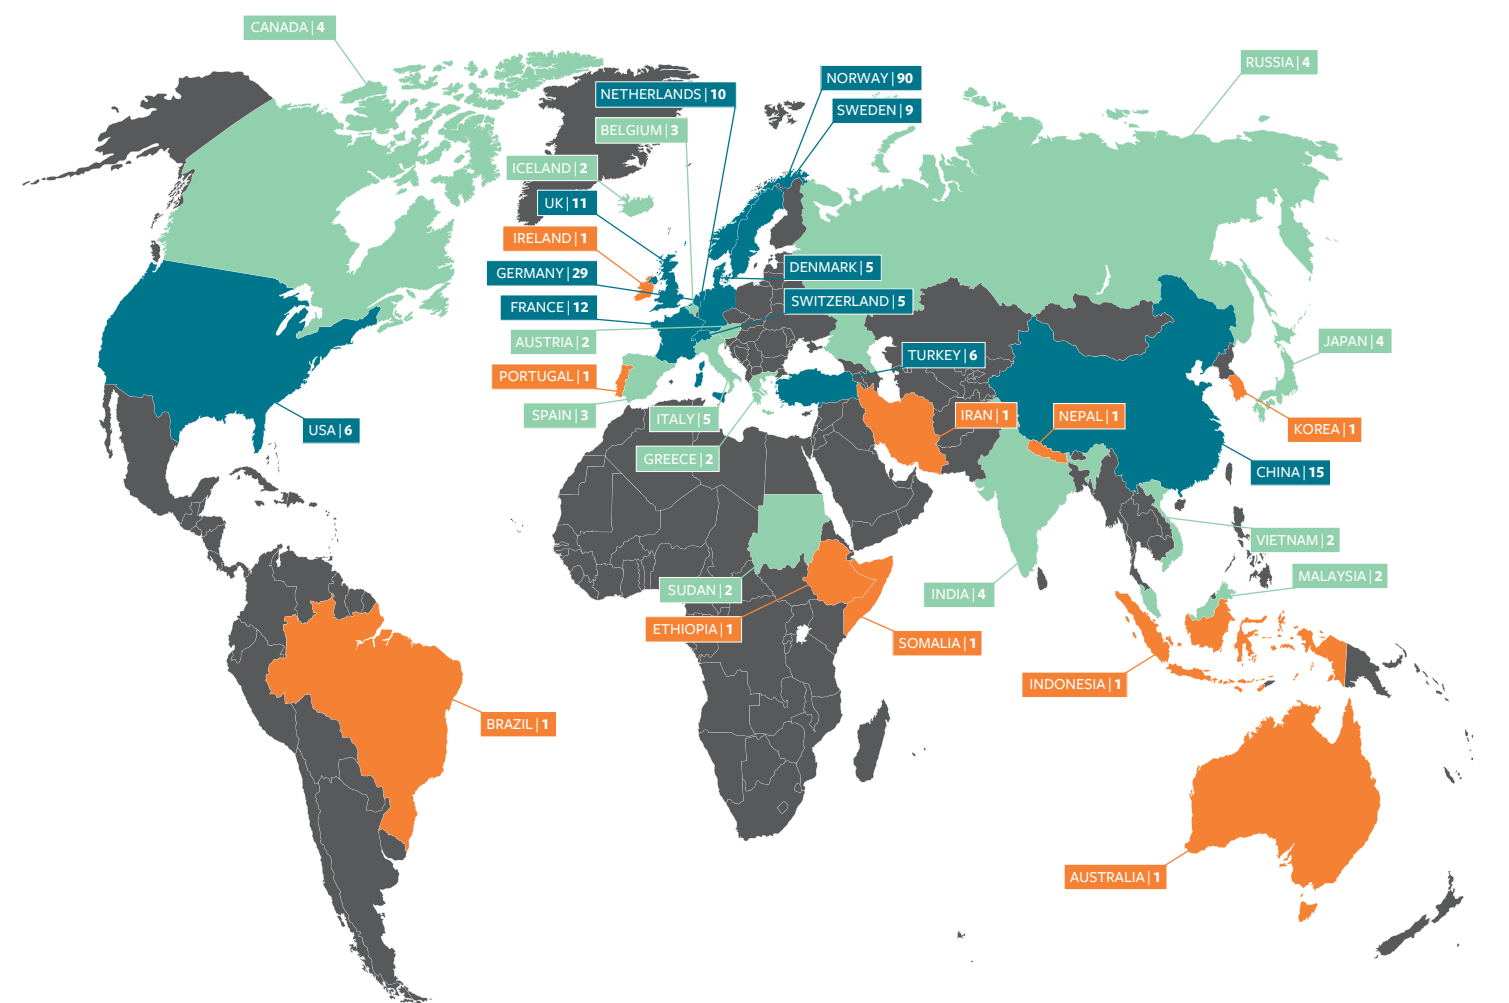 CANADA | 4
RUSSIA | 4
NORWAY | 90
NETHERLANDS | 10
SWEDEN | 9
BELGIUM | 3
ICELAND | 2
UK | 11
IRELAND | 1
GERMANY | 29
DENMARK | 5
SWITZERLAND | 5
FRANCE | 12
AUSTRIA | 2
JAPAN | 4
TURKEY | 6
PORTUGAL | 1
SPAIN | 3
ITALY | 5
IRAN | 1
NEPAL | 1
USA | 6
KOREA | 1
GREECE | 2
CHINA | 15
VIETNAM | 2
MALAYSIA | 2
SUDAN | 2
INDIA | 4
ETHIOPIA | 1
SOMALIA | 1
INDONESIA | 1
BRAZIL | 1
AUSTRALIA | 1